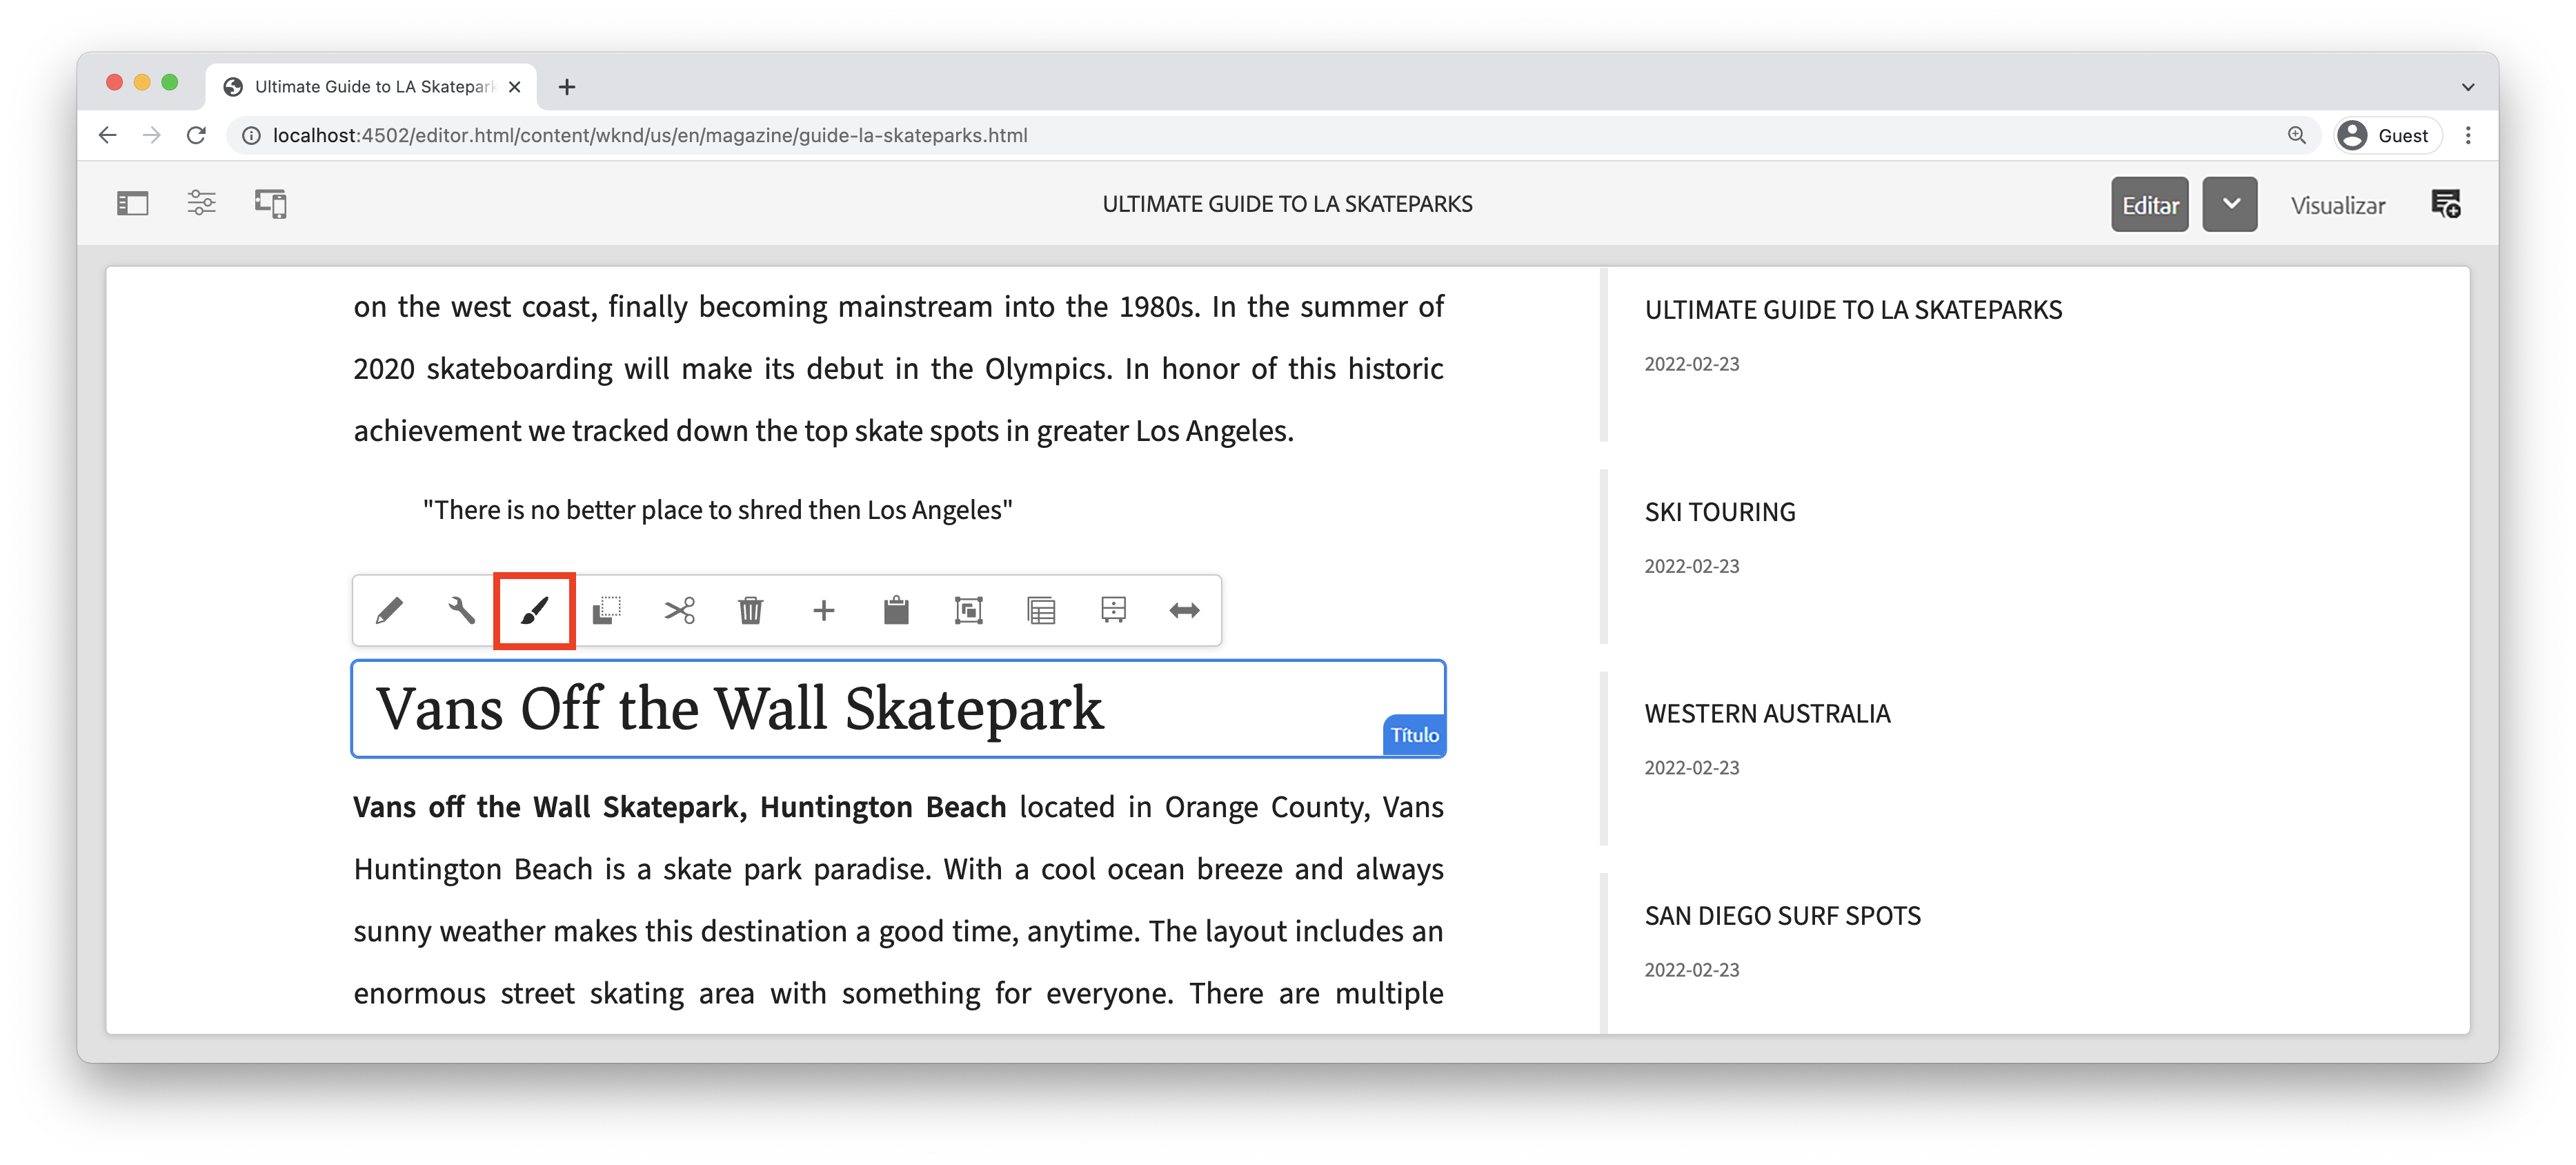 Ultimate Guide to LA Skatepark
localhost:4502/editor.html/content/wknd/us/en/magazine/guide-la-skateparks.html
Guest
ULTIMATE GUIDE TO LA SKATEPARKS
Editar
Visualizar
on the west coast, finally becoming mainstream into the 1980s. In the summer of
2020 skateboarding will make its debut in the Olympics. In honor of this historic
achievement we tracked down the top skate spots in greater Los Angeles.
"There is no better place to shred then Los Angeles"
Vans Off the Wall Skatepark
Título
Vans off the Wall Skatepark, Huntington Beach located in Orange County, Vans
Huntington Beach is a skate park paradise. With a cool ocean breeze and always
sunny weather makes this destination a good time, anytime. The layout includes an
enormous street skating area with something for everyone. There are multiple
ULTIMATE GUIDE TO LA SKATEPARKS
2022-02-23
SKI TOURING
2022-02-23
WESTERN AUSTRALIA
2022-02-23
SAN DIEGO SURF SPOTS
2022-02-23